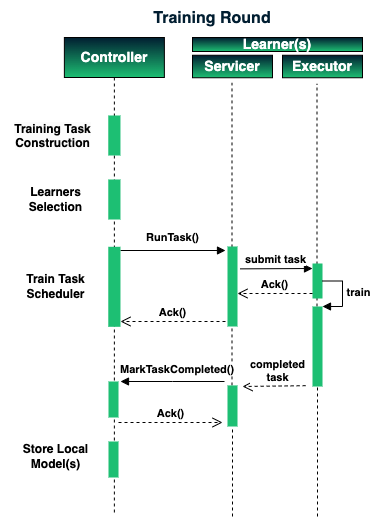 Training Round
Learner(s)
Controller
Servicer
Executor
Training Task
Construction
Learners
Selection
RunTask()
submit task
Train Task
Scheduler
Ack()
train
Ack()
completed
task
MarkTaskCompleted()
Ack()
Store Local
Model(s)